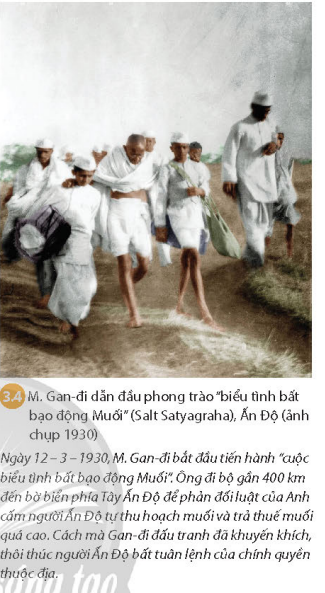 3.4 M. Gan-đi dẫn đầu phong trào "biểu tình bất
bạo động Muối" (Salt Satyagraha), Ấn Độ (ảnh
chụp 1930)
Ngày 12 – 3 – 1930, M. Gan-đi bắt đầu tiến hành "cuộc
biểu tình bất bạo động Muối". Ông đi bộ gần 400 km
đến bờ biển phía Tây Ấn Độ để phản đối luật của Anh
cấm người Ấn Độ tự thu hoạch muối và trả thuế muối
quá cao. Cách mà Gan-đi đấu tranh đã khuyến khích,
thôi thúc người Ấn Độ bất tuân lệnh của chính quyền
thuộc địa.
sáng tạo